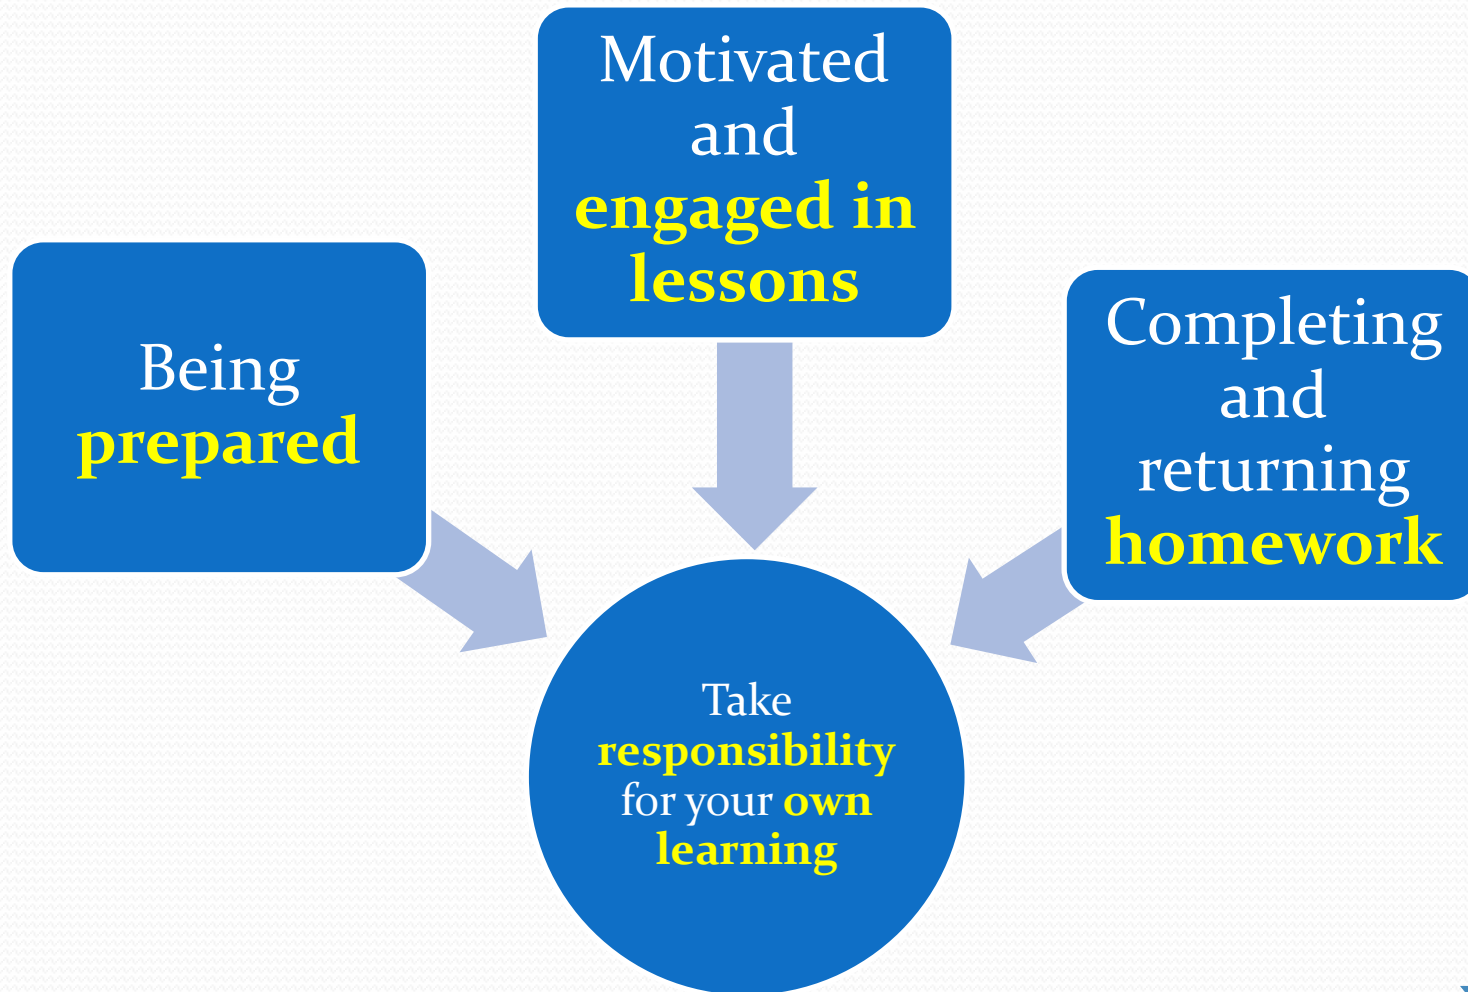 Motivated
and
engaged in
lessons
Being
prepared
Completing
and
returning
homework
Take
responsibility
for your own
learning